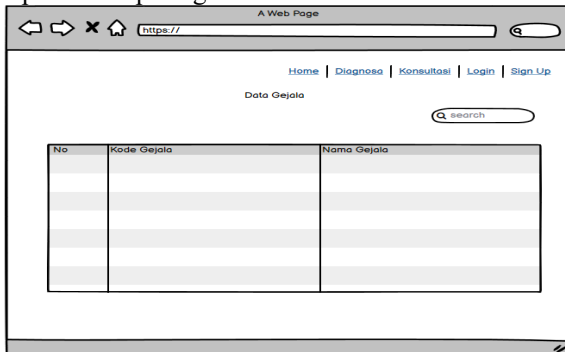 A Web Page
https://
Home | Diagnosa | Konsultasi | Login | Sign Up
Data Gejala
search
No Kode Gejala Nama Gejala